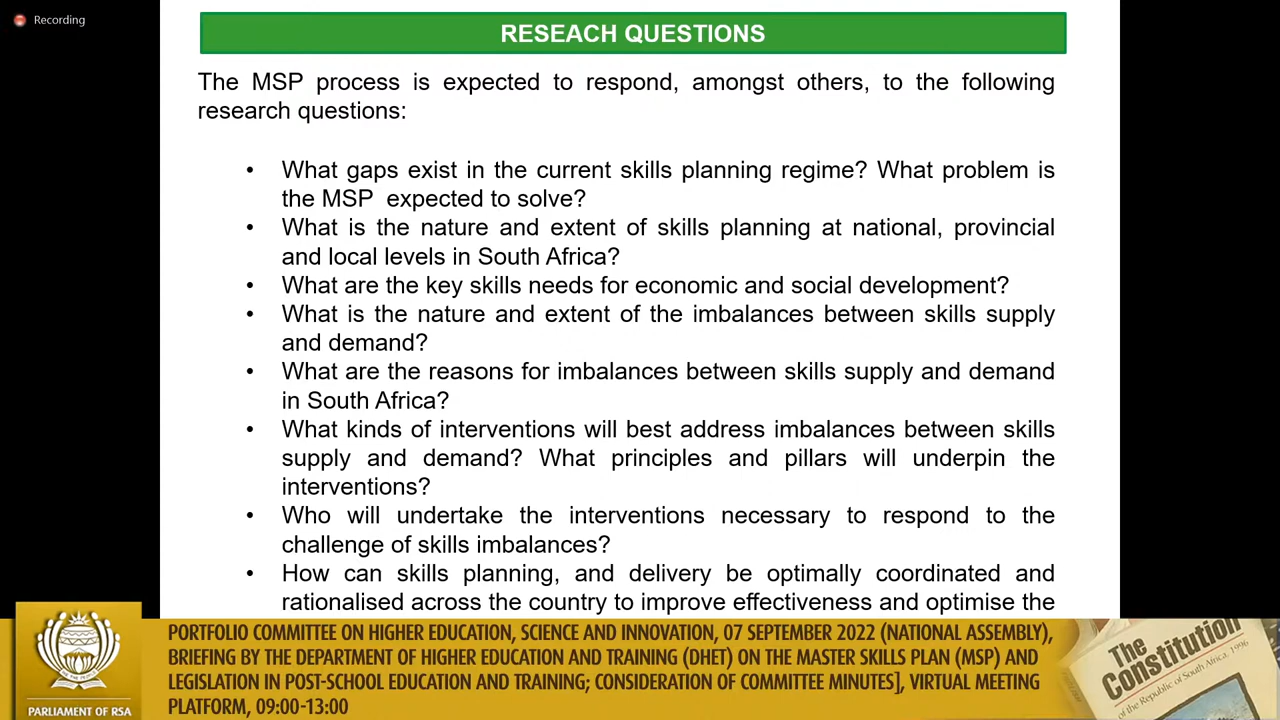 Recording
RESEACH QUESTIONS
The MSP process is expected to respond, amongst others, to the following
research questions:
• What gaps exist in the current skills planning regime? What problem is
the MSP expected to solve?
• What is the nature and extent of skills planning at national, provincial
and local levels in South Africa?
• What are the key skills needs for economic and social development?
• What is the nature and extent of the imbalances between skills supply
and demand?
• What are the reasons for imbalances between skills supply and demand
in South Africa?
• What kinds of interventions will best address imbalances between skills
supply and demand? What principles and pillars will underpin the
interventions?
• Who will undertake the interventions necessary to respond to the
challenge of skills imbalances?
• How can skills planning, and delivery be optimally coordinated and
rationalised across the country to improve effectiveness and optimise the
PORTFOLIO COMMITTEE ON HIGHER EDUCATION, SCIENCE AND INNOVATION, 07 SEPTEMBER 2022 (NATIONAL ASSEMBLY),
BRIEFING BY THE DEPARTMENT OF HIGHER EDUCATION AND TRAINING (DHET) ON THE MASTER SKILLS PLAN (MSP) AND
LEGISLATION IN POST-SCHOOL EDUCATION AND TRAINING; CONSIDERATION OF COMMITTEE MINUTES], VIRTUAL MEETING
PLATFORM, 09:00-13:00
PARLIAMENT OF RSA
The
Constitution
of the Republic of South Africa, 1996